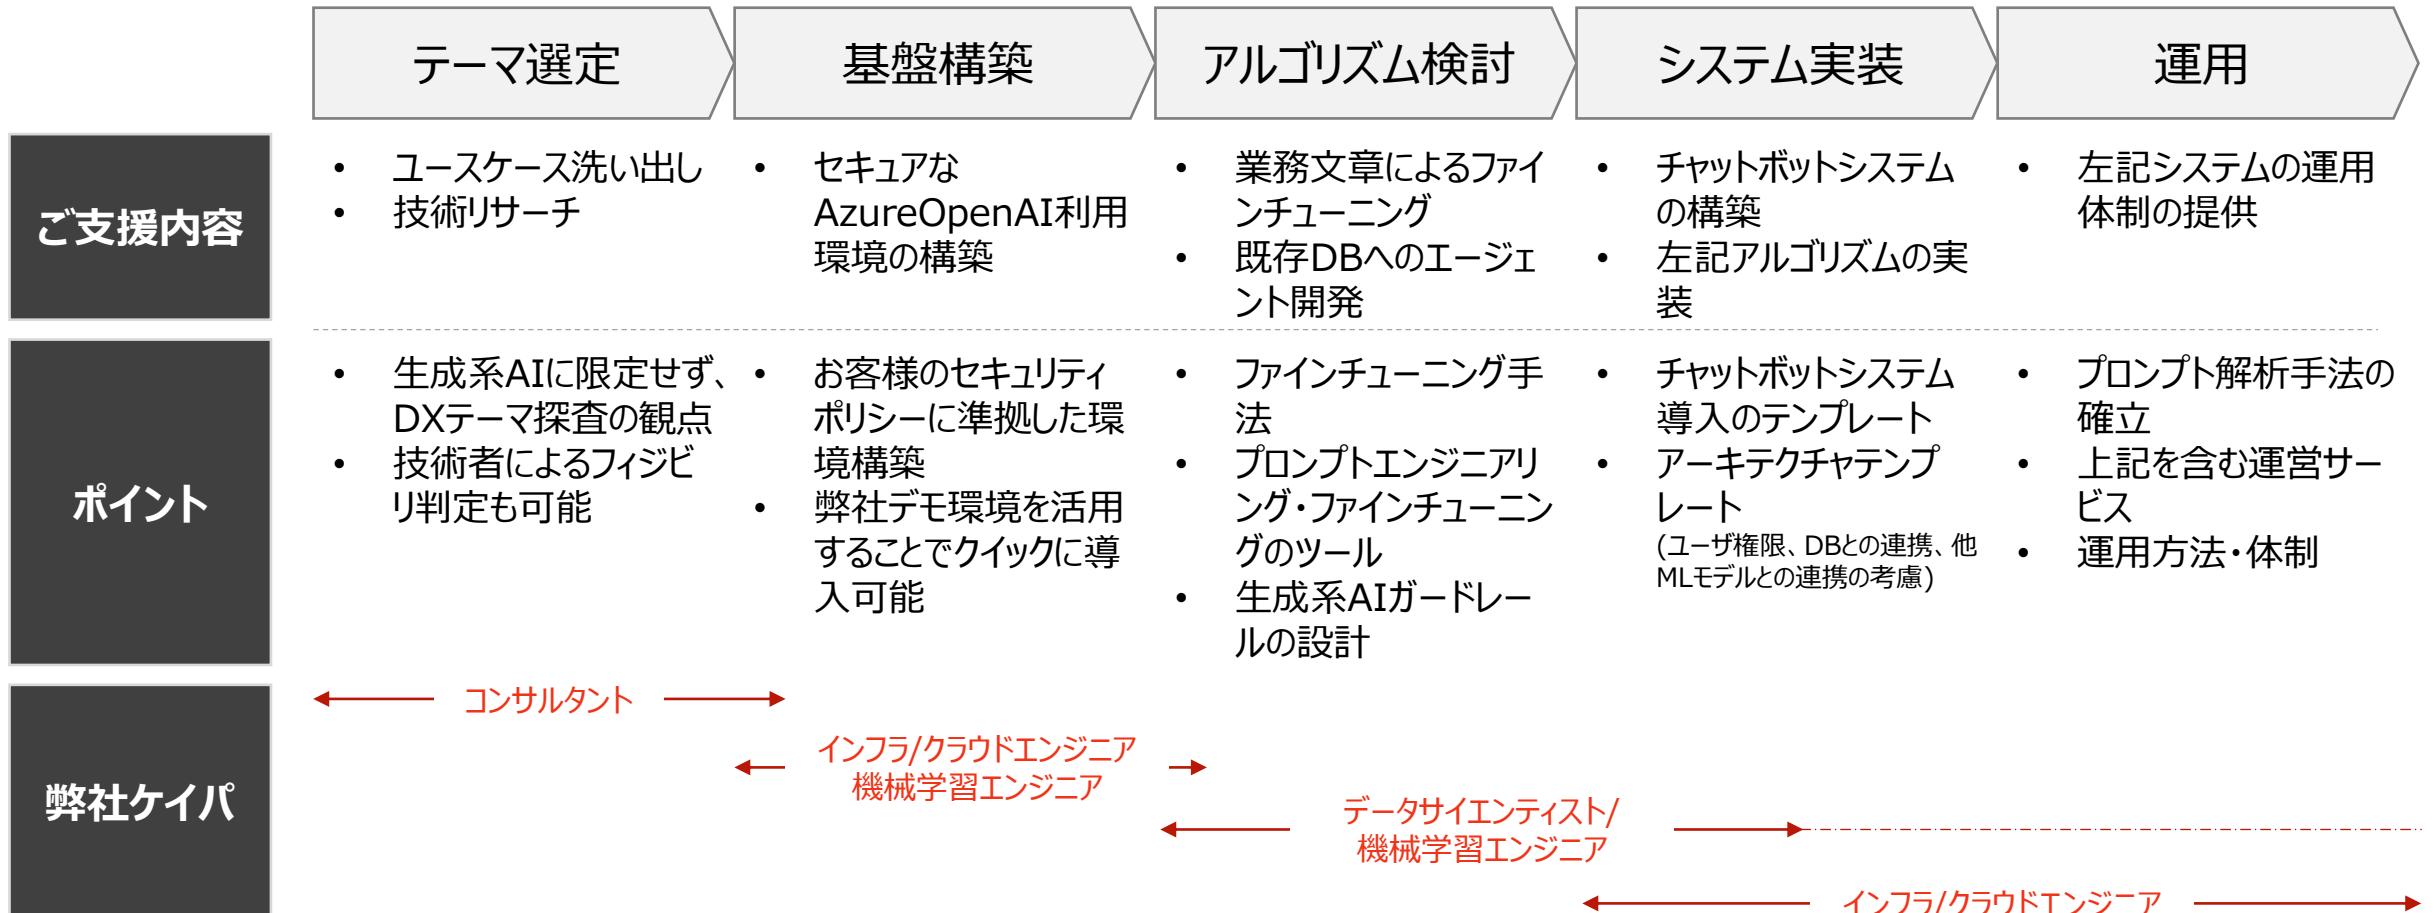 テーマ選定
基盤構築
アルゴリズム検討
システム実装
運用
ご支援内容
• ユースケース洗い出し
• 技術リサーチ
• セキュアな
AzureOpenAI利用
環境の構築
• 業務文章によるファイ
ンチューニング
• 既存DBへのエージェ
ント開発
• チャットボットシステム
の構築
• 左記アルゴリズムの実
装
• 左記システムの運用
体制の提供
ポイント
• 生成系AIに限定せず、
DXテーマ探査の観点
• 技術者によるフィジビ
リ判定も可能
• お客様のセキュリティ
ポリシーに準拠した環
境構築
• 弊社デモ環境を活用
することでクイックに導
入可能
• ファインチューニング手
法
• プロンプトエンジニアリ
ング・ファインチューニン
グのツール
• 生成系AIガードレー
ルの設計
• チャットボットシステム
導入のテンプレート
• アーキテクチャテンプ
レート
(ユーザ権限、DBとの連携、他
MLモデルとの連携の考慮)
• プロンプト解析手法の
確立
• 上記を含む運営サー
ビス
• 運用方法・体制
弊社ケイパ
コンサルタント
インフラ/クラウドエンジニア
機械学習エンジニア
データサイエンティスト/
機械学習エンジニア
インフラ/クラウドエンジニア